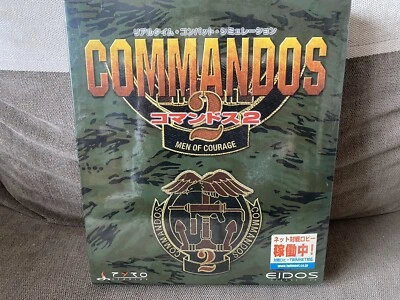 リアルタイム・コンバット・シミュレーション
COMMANDOS
2
コマンドス2
MEN OF COURAGE
COMMANDOS
COMMANDOS
2
ネット対戦ロビー
稼働中!
PYRO
EIDOS